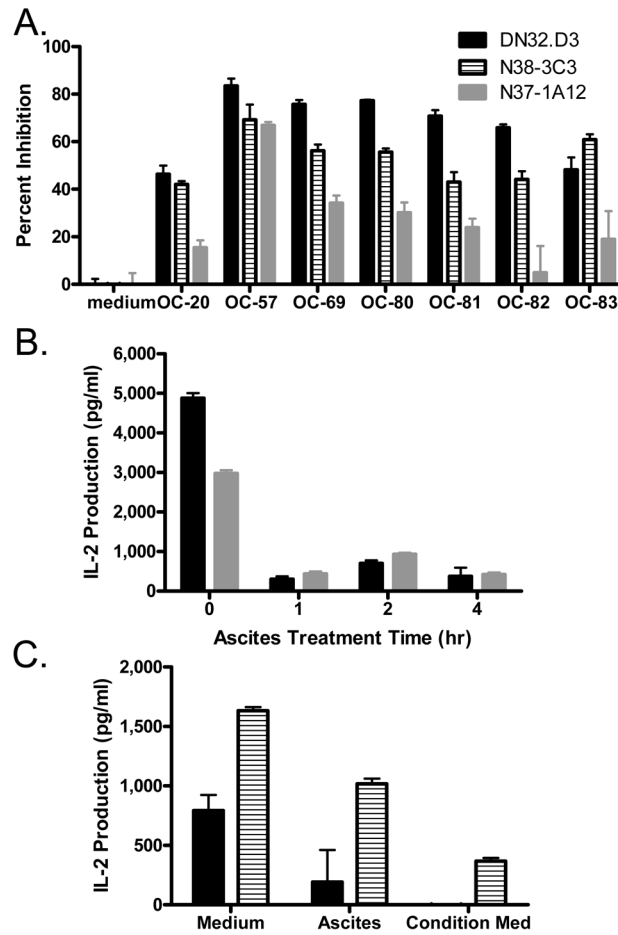 A.
DN32.D3
N38-3C3
N37-1A12
Percent Inhibition
100
80
60
40
20
0
medium OC-20 OC-57 OC-69 OC-80 OC-81 OC-82 OC-83
B.
IL-2 Production (pg/ml)
6,000
5,000
4,000
3,000
2,000
1,000
0
0 1 2 4
Ascites Treatment Time (hr)
C.
IL-2 Production (pg/ml)
2,000
1,500
1,000
500
0
Medium Ascites Condition Med